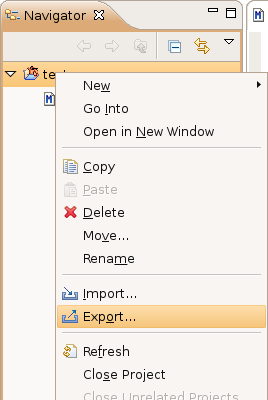 Navigator
New
Go Into
Open in New Window
Copy
Paste
Delete
Move...
Rename
Import...
Export...
Refresh
Close Project
Close Unrelated Projects